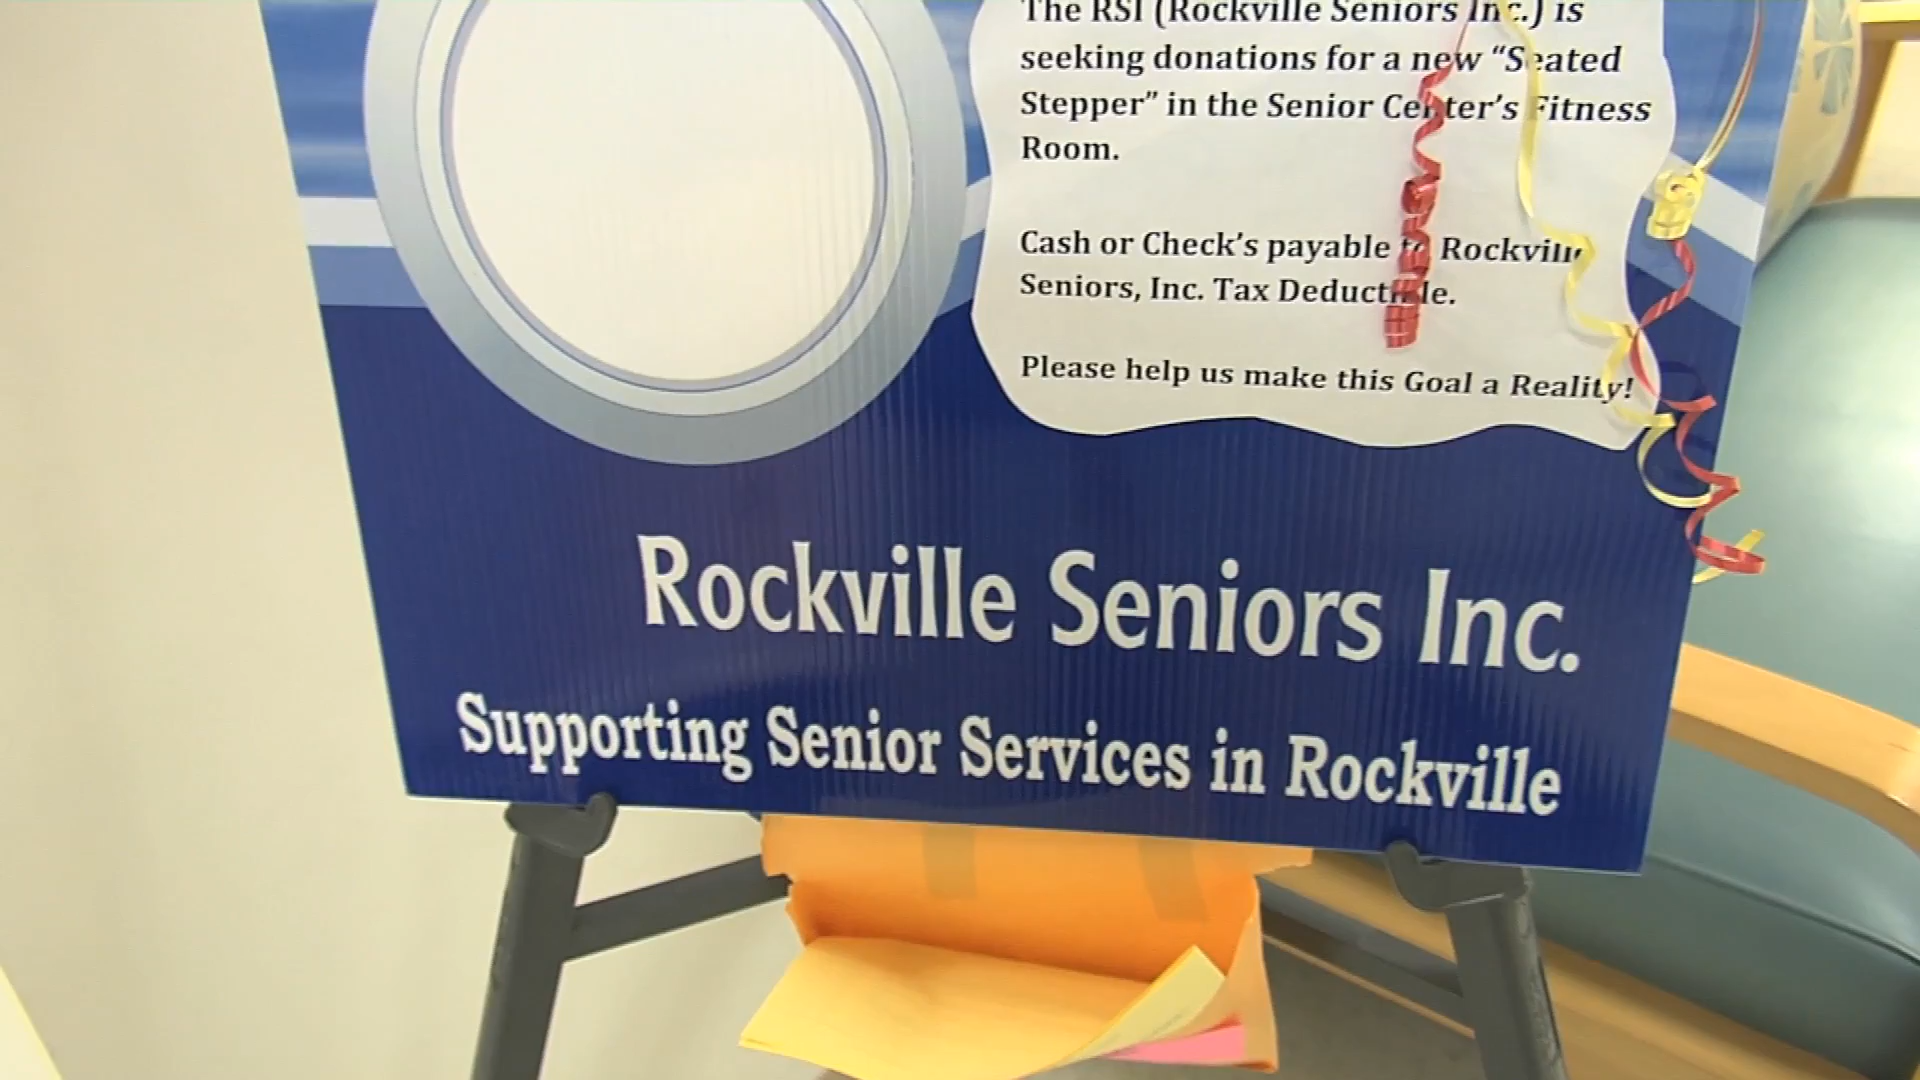 The RSI (Rockville Seniors Inc.) is
seeking donations for a new “Seated
Stepper” in the Senior Center’s Fitness
Room.
Cash or Check’s payable to Rockville
Seniors, Inc. Tax Deductible.
Please help us make this Goal a Reality!
Rockville Seniors Inc.
Supporting Senior Services in Rockville